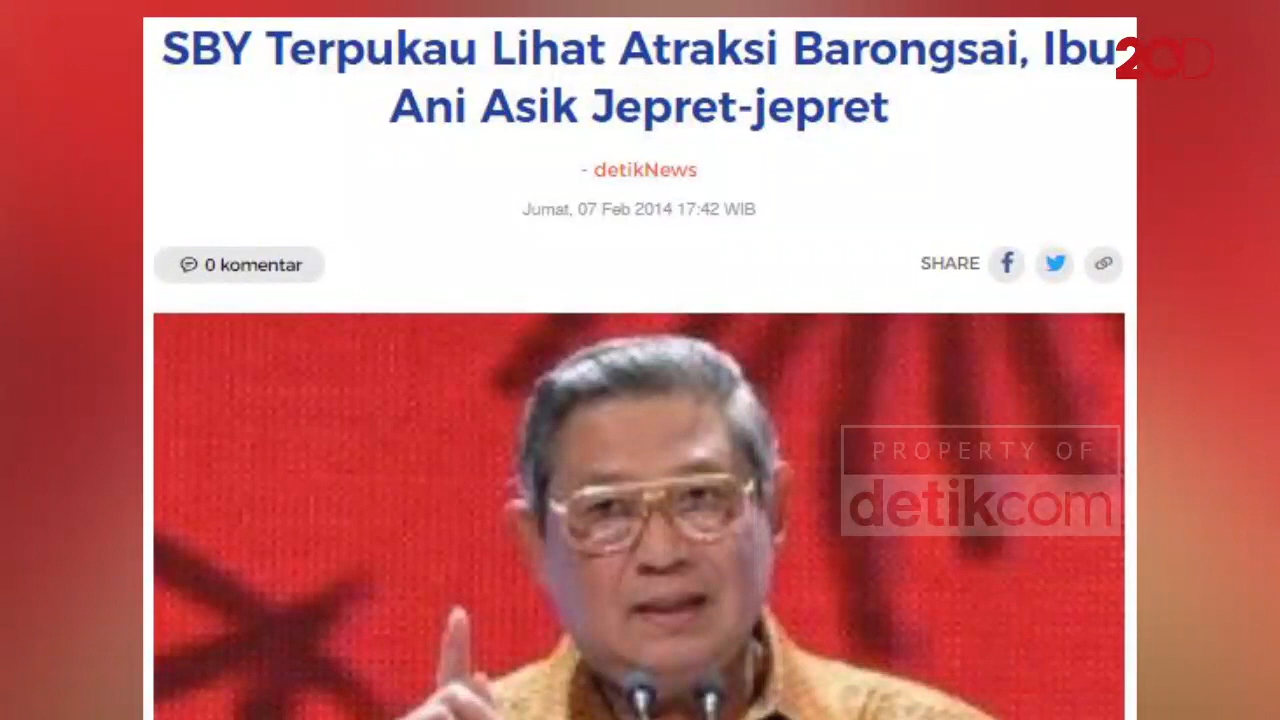 SBY Terpukau Lihat Atraksi Barongsai, Ibu
Ani Asik Jepret-jepret
- detikNews
Jumat, 07 Feb 2014 17:42 WIB
0 komentar
SHARE
PROPERTY OF
detikcom
20D